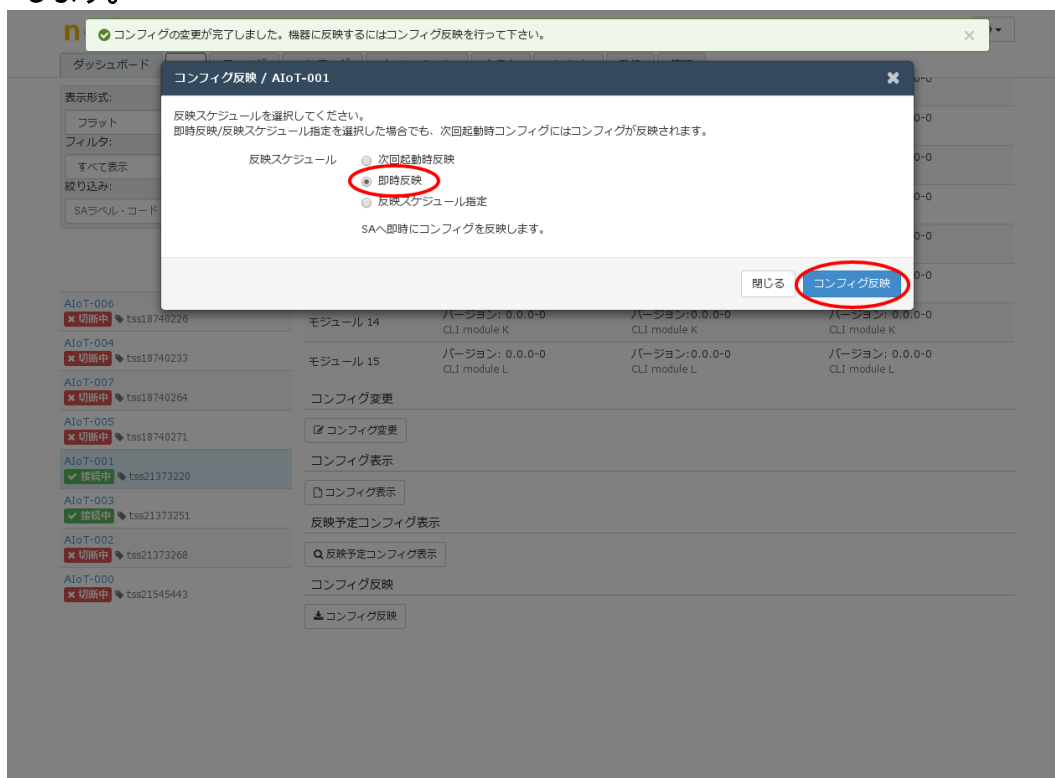 します。
コンフィグの変更が完了しました。機器に反映するにはコンフィグ反映を行って下さい。
ダッシュボード
表示形式:
フラット
フィルタ:
すべて表示
絞り込み:
SAラベル・コード
コンフィグ反映 / AIoT-001
反映スケジュールを選択してください。
即時反映/反映スケジュール指定を選択した場合でも、次回起動時コンフィグにはコンフィグが反映されます。
反映スケジュール
次回起動時反映
即時反映
反映スケジュール指定
SAへ即時にコンフィグを反映します。
閉じる コンフィグ反映
AIoT-006
切断中 tss18740226
AIoT-004
切断中 tss18740233
AIoT-007
切断中 tss18740264
AIoT-005
切断中 tss18740271
AIoT-001
接続中 tss21373220
AIoT-003
接続中 tss21373251
AIoT-002
切断中 tss21373268
AIoT-000
切断中 tss21545443
モジュール 14 バージョン: 0.0.0-0 バージョン:0.0.0-0 バージョン: 0.0.0-0
CLI module K CLI module K CLI module K
モジュール 15 バージョン: 0.0.0-0 バージョン:0.0.0-0 バージョン: 0.0.0-0
CLI module L CLI module L CLI module L
コンフィグ変更
コンフィグ変更
コンフィグ表示
コンフィグ表示
反映予定コンフィグ表示
反映予定コンフィグ表示
コンフィグ反映
コンフィグ反映